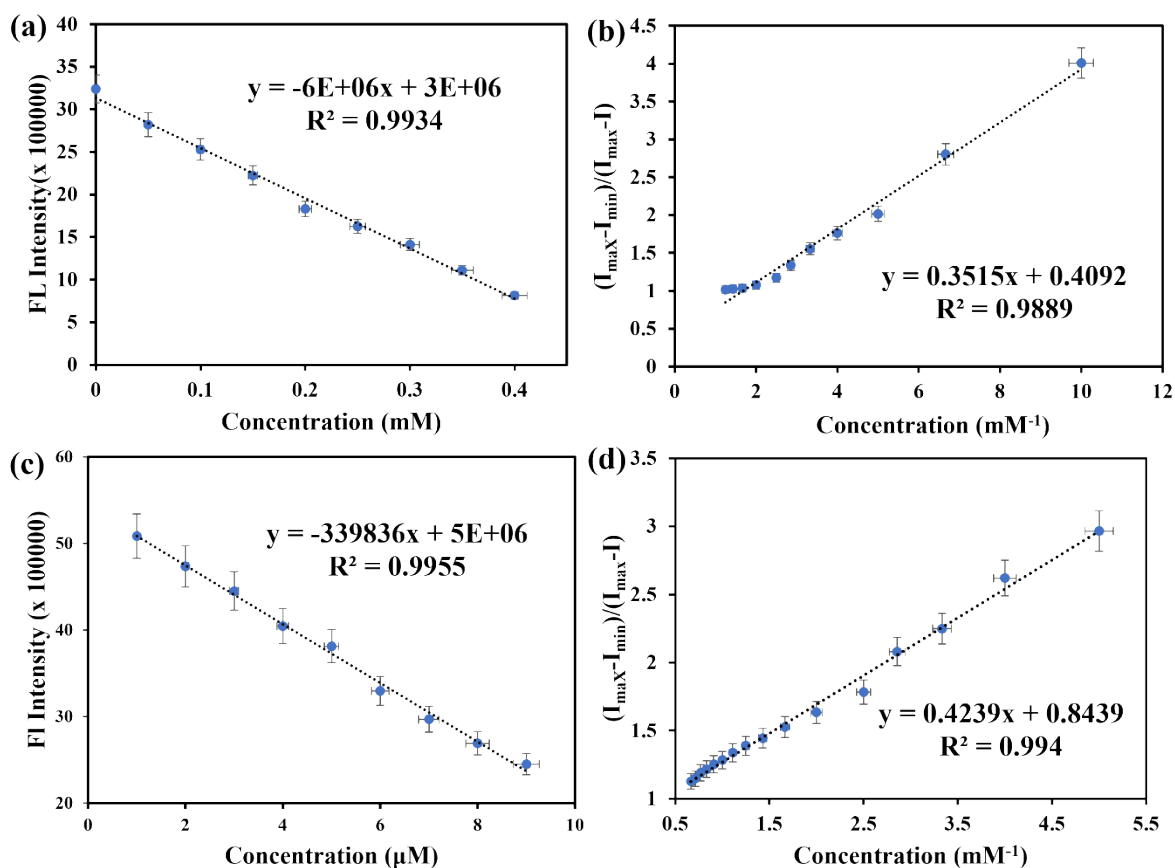 (a)
40
35
30
25
20
15
10
5
0
FL Intensity(x 100000)
y = -6E+06x + 3E+06
R² = 0.9934
0 0.1 0.2 0.3 0.4
Concentration (mM)
(b)
4.5
4
3.5
3
2.5
2
1.5
1
0.5
0
(Imax-Imin)/(Imax-I)
y = 0.3515x + 0.4092
R² = 0.9889
0 2 4 6 8 10 12
Concentration (mM⁻¹)
(c)
60
50
40
30
20
Fl Intensity (x 100000)
y = -339836x + 5E+06
R² = 0.9955
0 2 4 6 8 10
Concentration (µM)
(d)
3.5
3
2.5
2
1.5
1
(Imax-Imin)/(Imax-I)
y = 0.4239x + 0.8439
R² = 0.994
0.5 1.5 2.5 3.5 4.5 5.5
Concentration (mM⁻¹)